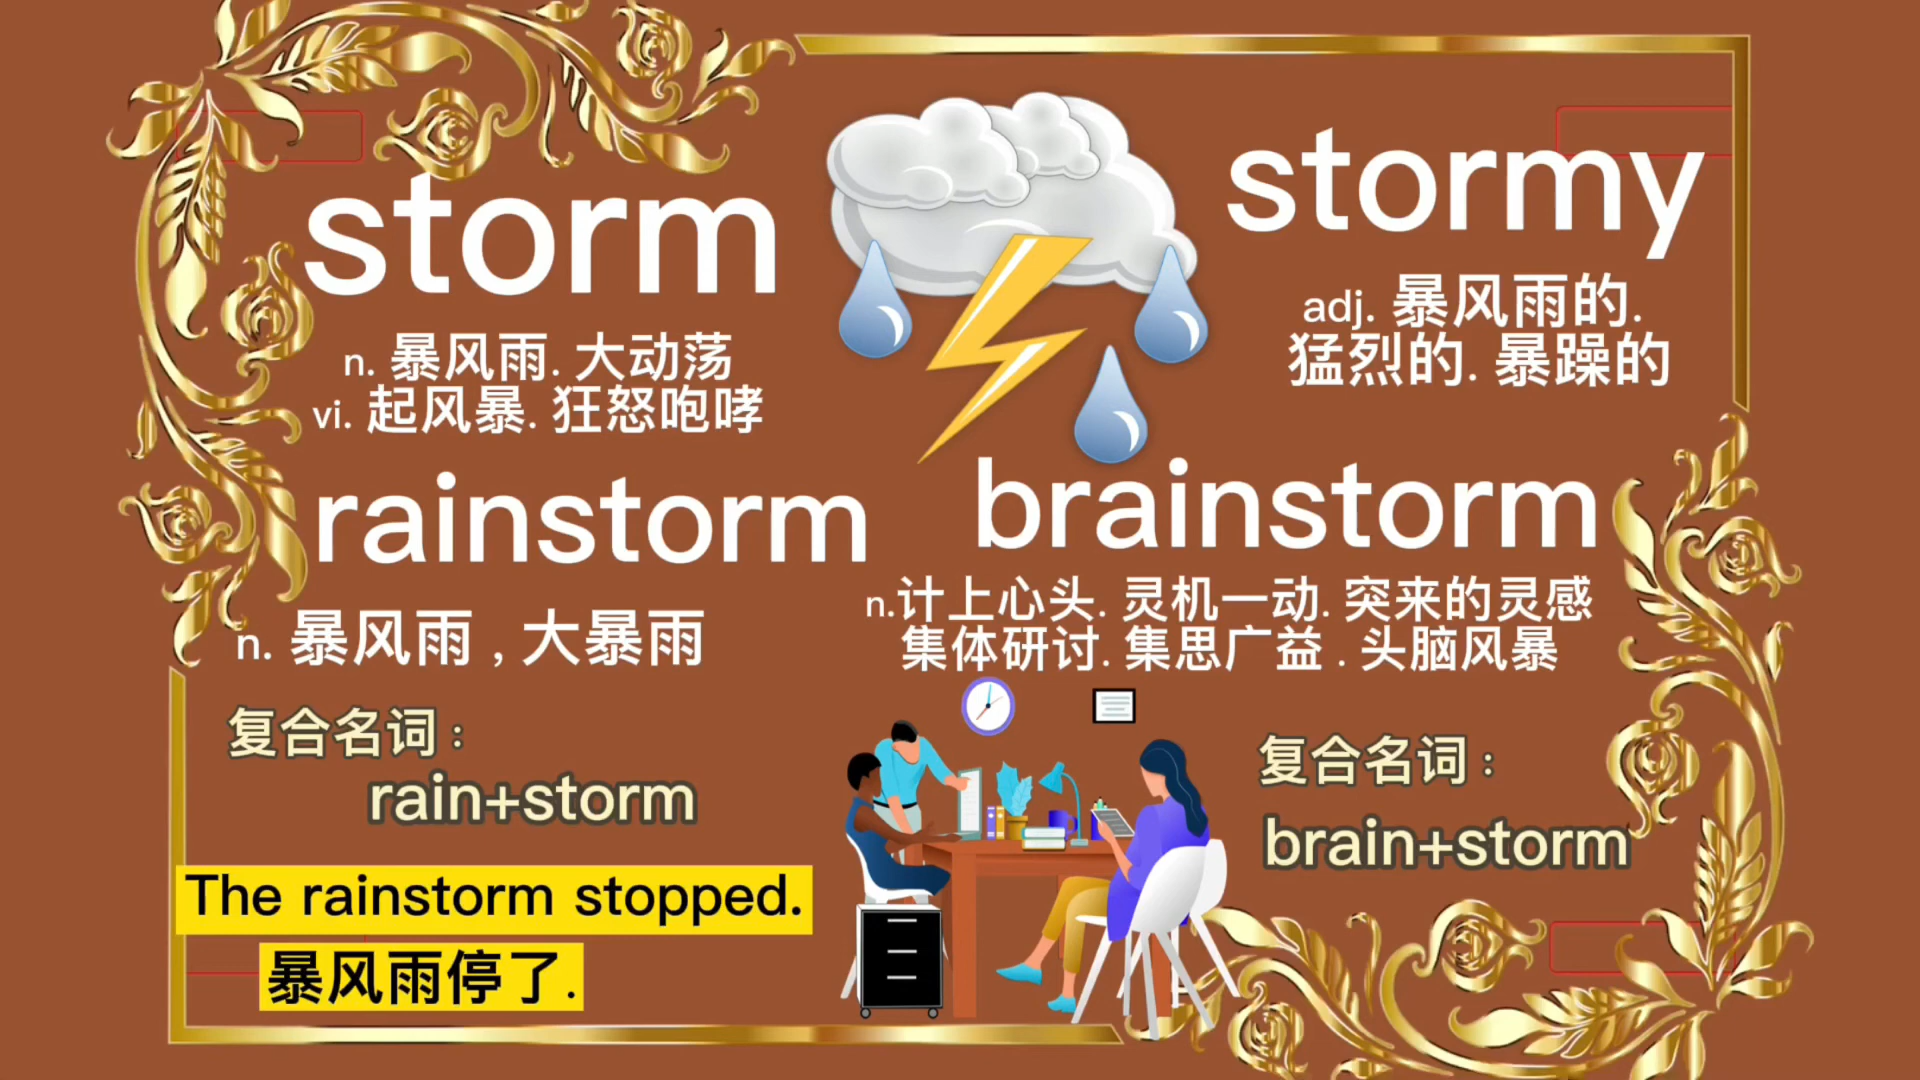 storm
n. 暴风雨. 大动荡
vi. 起风暴. 狂怒咆哮
stormy
adj. 暴风雨的.
猛烈的. 暴躁的
rainstorm
n. 暴风雨 , 大暴雨
复合名词 :
rain+storm
The rainstorm stopped.
暴风雨停了.
brainstorm
n.计上心头. 灵机一动. 突来的灵感
集体研讨. 集思广益 . 头脑风暴
复合名词 :
brain+storm